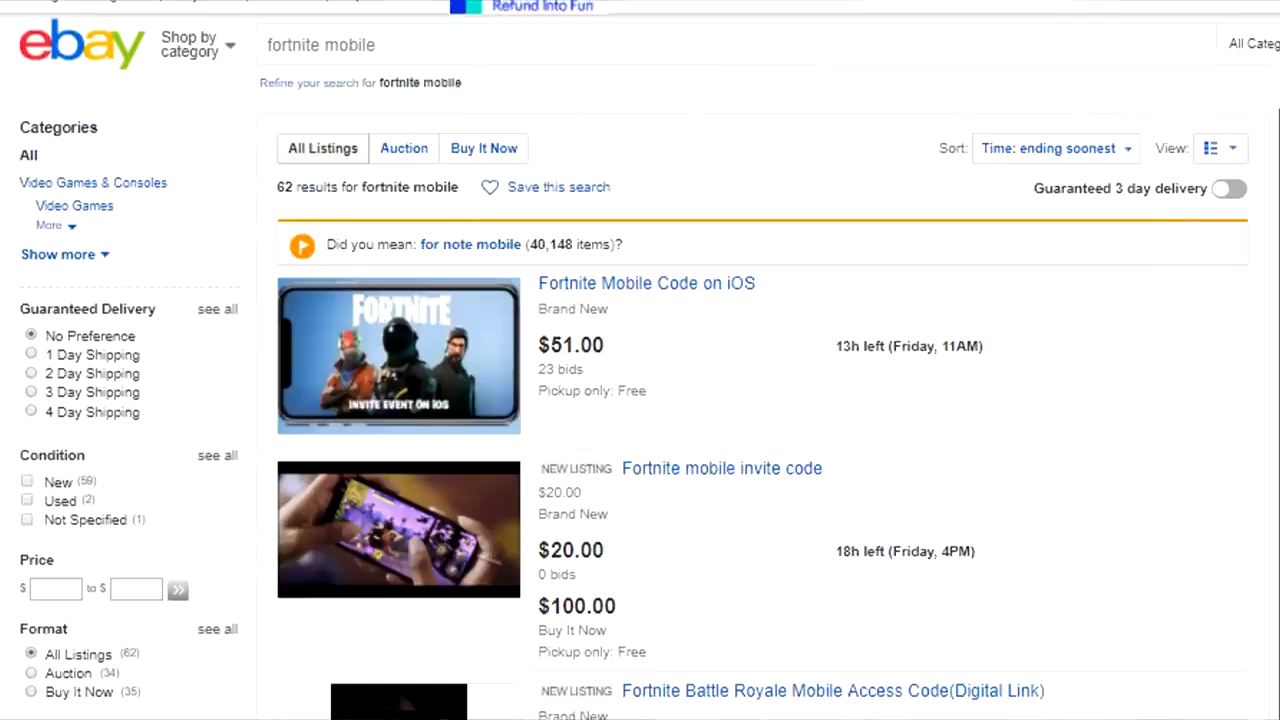 Refund Into Fun
ebay
Shop by
category
fortnite mobile
All Categ
Refine your search for fortnite mobile
Categories
All
Video Games & Consoles
Video Games
More
Show more
Guaranteed Delivery see all
No Preference
1 Day Shipping
2 Day Shipping
3 Day Shipping
4 Day Shipping
Condition see all
New (59)
Used (2)
Not Specified (1)
Price
$ to $
Format see all
All Listings (62)
Auction (34)
Buy It Now (35)
All Listings Auction Buy It Now
Sort: Time: ending soonest View:
62 results for fortnite mobile Save this search
Guaranteed 3 day delivery
Did you mean: for note mobile (40,148 items)?
FORTNITE
INVITE EVENT ON iOS
Fortnite Mobile Code on iOS
Brand New
$51.00
13h left (Friday, 11AM)
23 bids
Pickup only: Free
NEW LISTING Fortnite mobile invite code
$20.00
Brand New
$20.00
18h left (Friday, 4PM)
0 bids
$100.00
Buy It Now
Pickup only: Free
NEW LISTING Fortnite Battle Royale Mobile Access Code(Digital Link)
Brand New